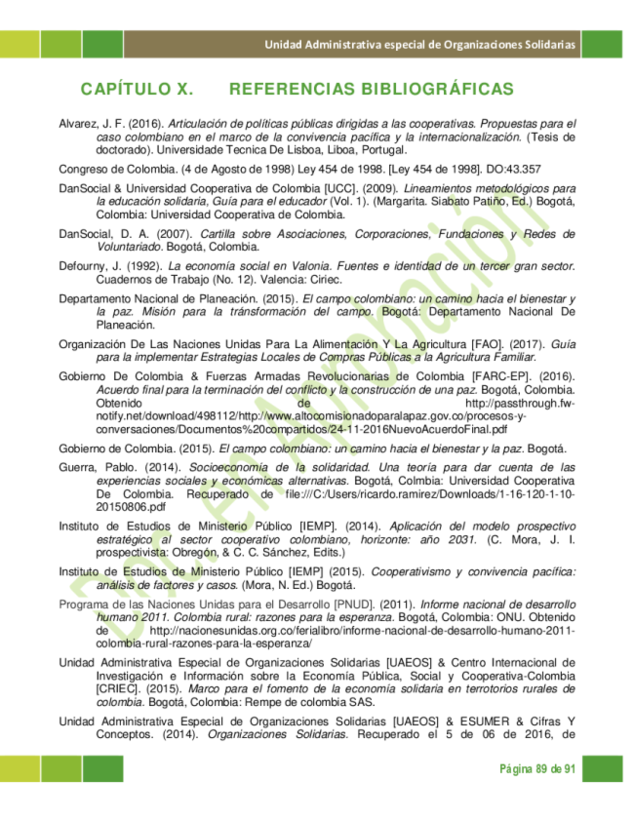 Unidad Administrativa especial de Organizaciones Solidarias
CAPÍTULO X. REFERENCIAS BIBLIOGRÁFICAS
Alvarez, J. F. (2016). Articulación de políticas públicas dirigidas a las cooperativas. Propuestas para el
caso colombiano en el marco de la convivencia pacífica y la internacionalización. (Tesis de
doctorado). Universidade Tecnica De Lisboa, Liboa, Portugal.
Congreso de Colombia. (4 de Agosto de 1998) Ley 454 de 1998. [Ley 454 de 1998]. DO:43.357
DanSocial & Universidad Cooperativa de Colombia [UCC]. (2009). Lineamientos metodológicos para
la educación solidaria, Guía para el educador (Vol. 1). (Margarita. Siabato Patiño, Ed.) Bogotá,
Colombia: Universidad Cooperativa de Colombia.
DanSocial, D. A. (2007). Cartilla sobre Asociaciones, Corporaciones, Fundaciones y Redes de
Voluntariado. Bogotá, Colombia.
Defourny, J. (1992). La economía social en Valonia. Fuentes e identidad de un tercer gran sector.
Cuadernos de Trabajo (No. 12). Valencia: Ciriec.
Departamento Nacional de Planeación. (2015). El campo colombiano: un camino hacia el bienestar y
la paz. Misión para la tránsformación del campo. Bogotá: Departamento Nacional De
Planeación.
Organización De Las Naciones Unidas Para La Alimentación Y La Agricultura [FAO]. (2017). Guía
para la implementar Estrategias Locales de Compras Públicas a la Agricultura Familiar.
Gobierno De Colombia & Fuerzas Armadas Revolucionarias de Colombia [FARC-EP]. (2016).
Acuerdo final para la terminación del conflicto y la construcción de una paz. Bogotá, Colombia.
Obtenido de http://passthrough.fw-
notify.net/download/498112/http://www.altocomisionadoparalapaz.gov.co/procesos-y-
conversaciones/Documentos%20compartidos/24-11-2016NuevoAcuerdoFinal.pdf
Gobierno de Colombia. (2015). El campo colombiano: un camino hacia el bienestar y la paz. Bogotá.
Guerra, Pablo. (2014). Socioeconomía de la solidaridad. Una teoría para dar cuenta de las
experiencias sociales y económicas alternativas. Bogotá, Colmbia: Universidad Cooperativa
De Colombia. Recuperado de file:///C:/Users/ricardo.ramirez/Downloads/1-16-120-1-10-
20150806.pdf
Instituto de Estudios de Ministerio Público [IEMP]. (2014). Aplicación del modelo prospectivo
estratégico al sector cooperativo colombiano, horizonte: año 2031. (C. Mora, J. I.
prospectivista: Obregón, & C. C. Sánchez, Edits.)
Instituto de Estudios de Ministerio Público [IEMP] (2015). Cooperativismo y convivencia pacífica:
análisis de factores y casos. (Mora, N. Ed.) Bogotá.
Programa de las Naciones Unidas para el Desarrollo [PNUD]. (2011). Informe nacional de desarrollo
humano 2011. Colombia rural: razones para la esperanza. Bogotá, Colombia: ONU. Obtenido
de http://nacionesunidas.org.co/ferialibro/informe-nacional-de-desarrollo-humano-2011-
colombia-rural-razones-para-la-esperanza/
Unidad Administrativa Especial de Organizaciones Solidarias [UAEOS] & Centro Internacional de
Investigación e Información sobre la Economía Pública, Social y Cooperativa-Colombia
[CRIEC]. (2015). Marco para el fomento de la economía solidaria en terrotorios rurales de
colombia. Bogotá, Colombia: Rempe de colombia SAS.
Unidad Administrativa Especial de Organizaciones Solidarias [UAEOS] & ESUMER & Cifras Y
Conceptos. (2014). Organizaciones Solidarias. Recuperado el 5 de 06 de 2016, de
Doc. en Aprobación
Página 89 de 91